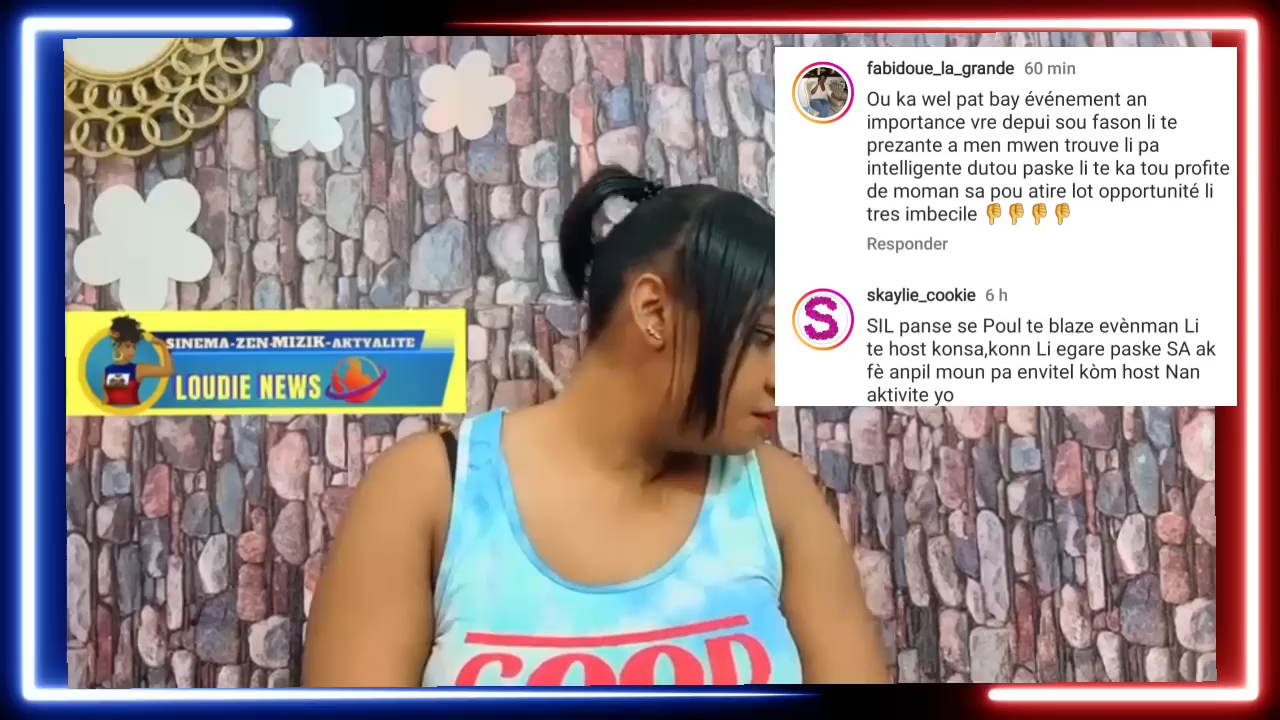 fabidoue_la_grande 60 min
Ou ka wel pat bay événement an
importance vre depui sou fason li te
prezante a men mwen trouve li pa
intelligente dutou paske li te ka tou profite
de moman sa pou atire lot opportunité li
tres imbecile 👎👎👎👎
Responder
skaylie_cookie 6 h
SIL panse se Poul te blaze evènman Li
te host konsa,konn Li egare paske SA ak
fè anpil moun pa envitel kòm host Nan
aktivite yo
SINEMA-ZEN-MIZIK-AKTYALITE
LOUDIE NEWS
GOOD